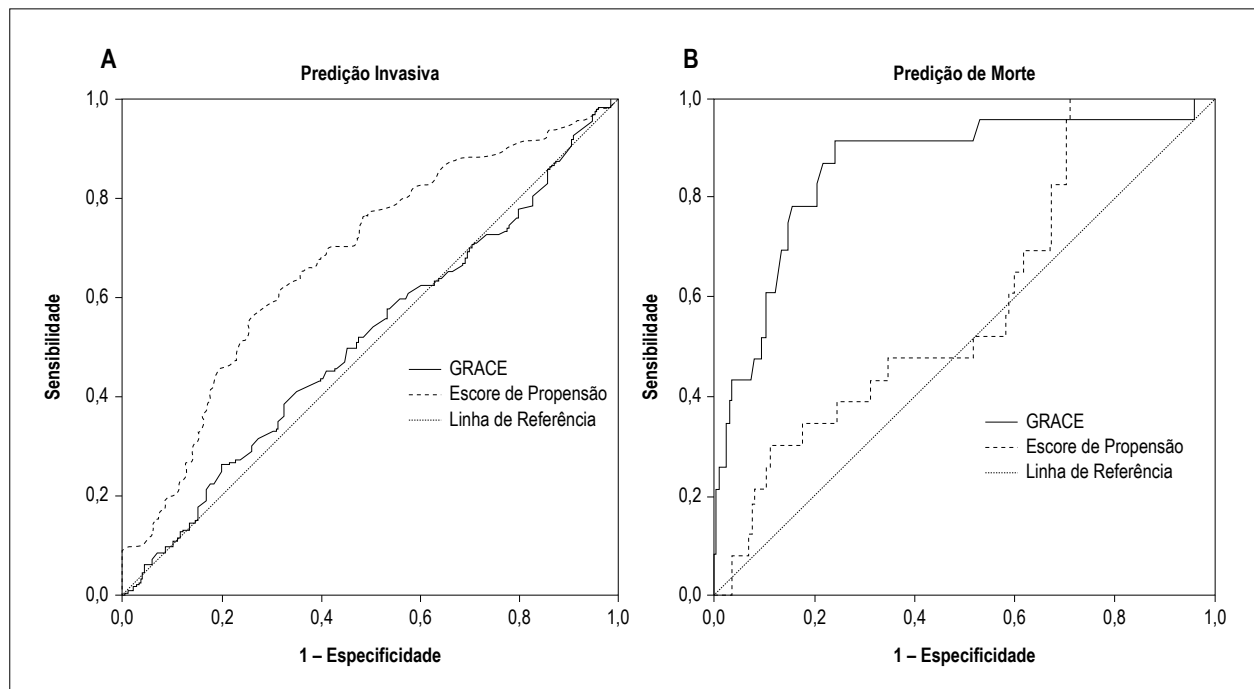 A
Predição Invasiva
1,0
0,8
0,6
0,4
0,2
0,0
Sensibilidade
GRACE
Escore de Propensão
Linha de Referência
0,0 0,2 0,4 0,6 0,8 1,0
1 – Especificidade
B
Predição de Morte
1,0
0,8
0,6
0,4
0,2
0,0
Sensibilidade
GRACE
Escore de Propensão
Linha de Referência
0,0 0,2 0,4 0,6 0,8 1,0
1 – Especificidade